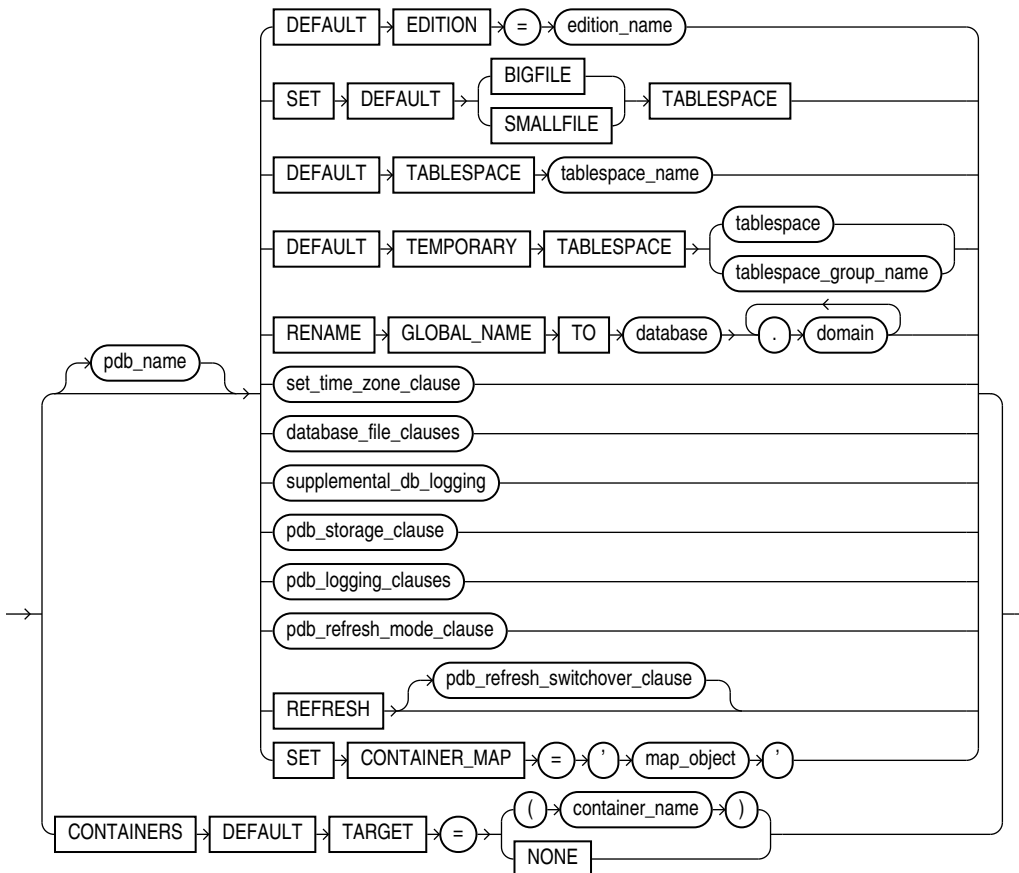 DEFAULT EDITION = edition_name
BIGFILE
SET DEFAULT TABLESPACE
SMALLFILE
DEFAULT TABLESPACE tablespace_name
tablespace
DEFAULT TEMPORARY TABLESPACE
tablespace_group_name
RENAME GLOBAL_NAME TO database . domain
pdb_name
set_time_zone_clause
database_file_clauses
supplemental_db_logging
pdb_storage_clause
pdb_logging_clauses
pdb_refresh_mode_clause
pdb_refresh_switchover_clause
REFRESH
SET CONTAINER_MAP = ' map_object '
( container_name )
CONTAINERS DEFAULT TARGET =
NONE